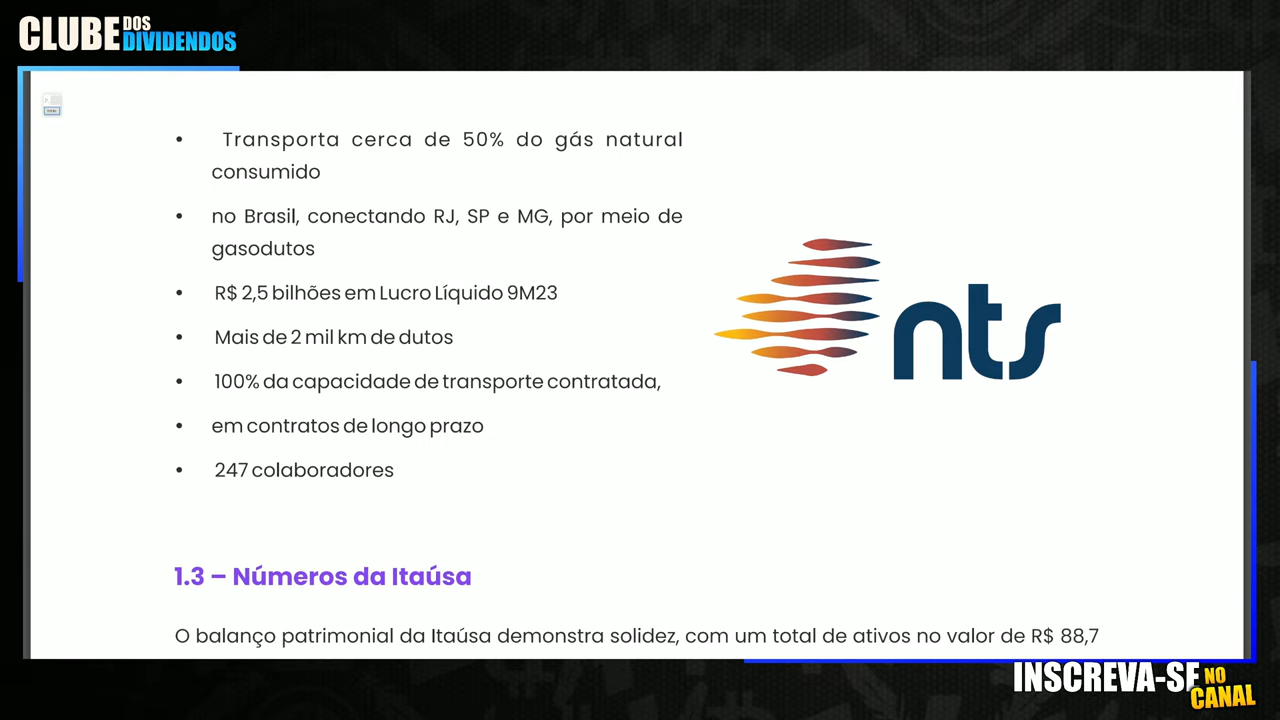 CLUBE DOS DIVIDENDOS
• Transporta cerca de 50% do gás natural
consumido
• no Brasil, conectando RJ, SP e MG, por meio de
gasodutos
• R$ 2,5 bilhões em Lucro Líquido 9M23
• Mais de 2 mil km de dutos
• 100% da capacidade de transporte contratada,
• em contratos de longo prazo
• 247 colaboradores
nts
1.3 – Números da Itaúsa
O balanço patrimonial da Itaúsa demonstra solidez, com um total de ativos no valor de R$ 88,7
INSCREVA-SE NO CANAL